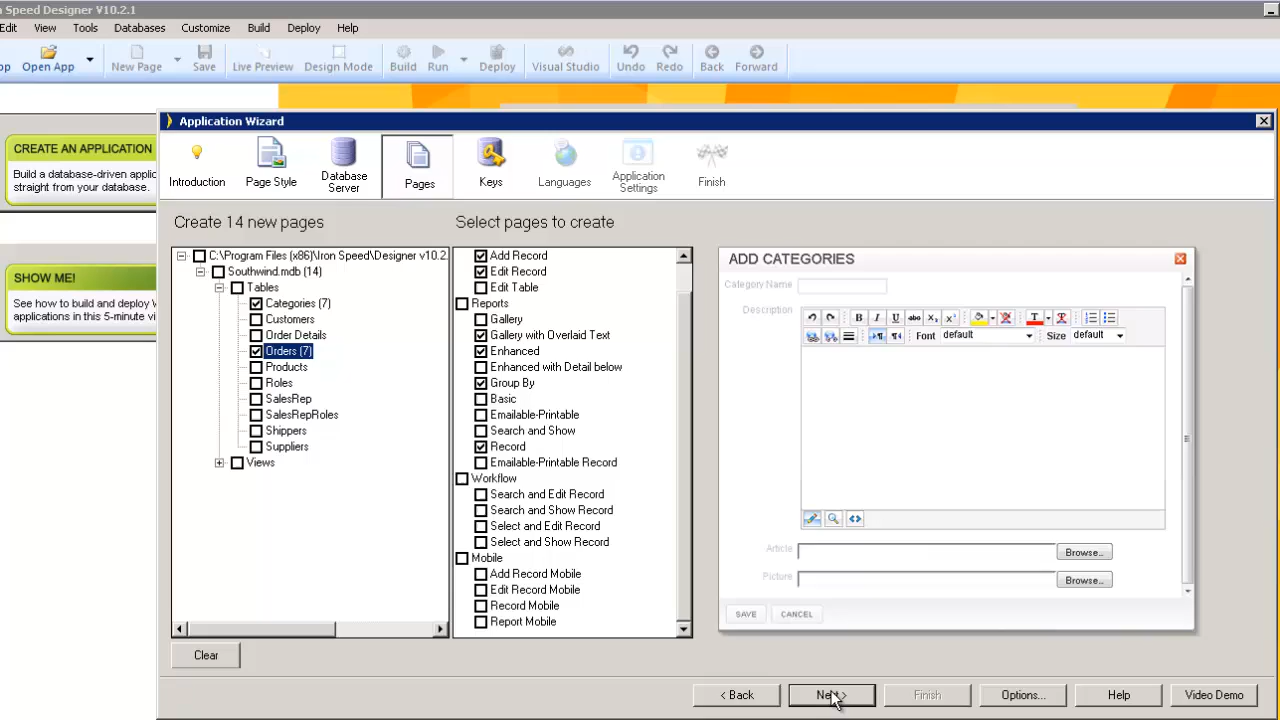 n Speed Designer V10.2.1
Edit View Tools Databases Customize Build Deploy Help
pp Open App New Page Save Live Preview Design Mode Build Run Deploy Visual Studio Undo Redo Back Forward
Application Wizard
CREATE AN APPLICATION
Build a database-driven applic
straight from your database.
SHOW ME!
See how to build and deploy W
applications in this 5-minute vi
Introduction Page Style Database Server Pages Keys Languages Application Settings Finish
Create 14 new pages
Select pages to create
C:\Program Files (x86)\Iron Speed\Designer v10.2.
Southwind.mdb (14)
Tables
Categories (7)
Customers
Order Details
Orders (7)
Products
Roles
SalesRep
SalesRepRoles
Shippers
Suppliers
Views
Clear
Add Record
Edit Record
Edit Table
Reports
Gallery
Gallery with Overlaid Text
Enhanced
Enhanced with Detail below
Group By
Basic
Emailable-Printable
Search and Show
Record
Emailable-Printable Record
Workflow
Search and Edit Record
Search and Show Record
Select and Edit Record
Select and Show Record
Mobile
Add Record Mobile
Edit Record Mobile
Record Mobile
Report Mobile
ADD CATEGORIES
Category Name
Description
B I U abc X₂ X² T T
Font default Size default
Article Browse...
Picture Browse...
SAVE CANCEL
< Back Next > Finish Options... Help Video Demo